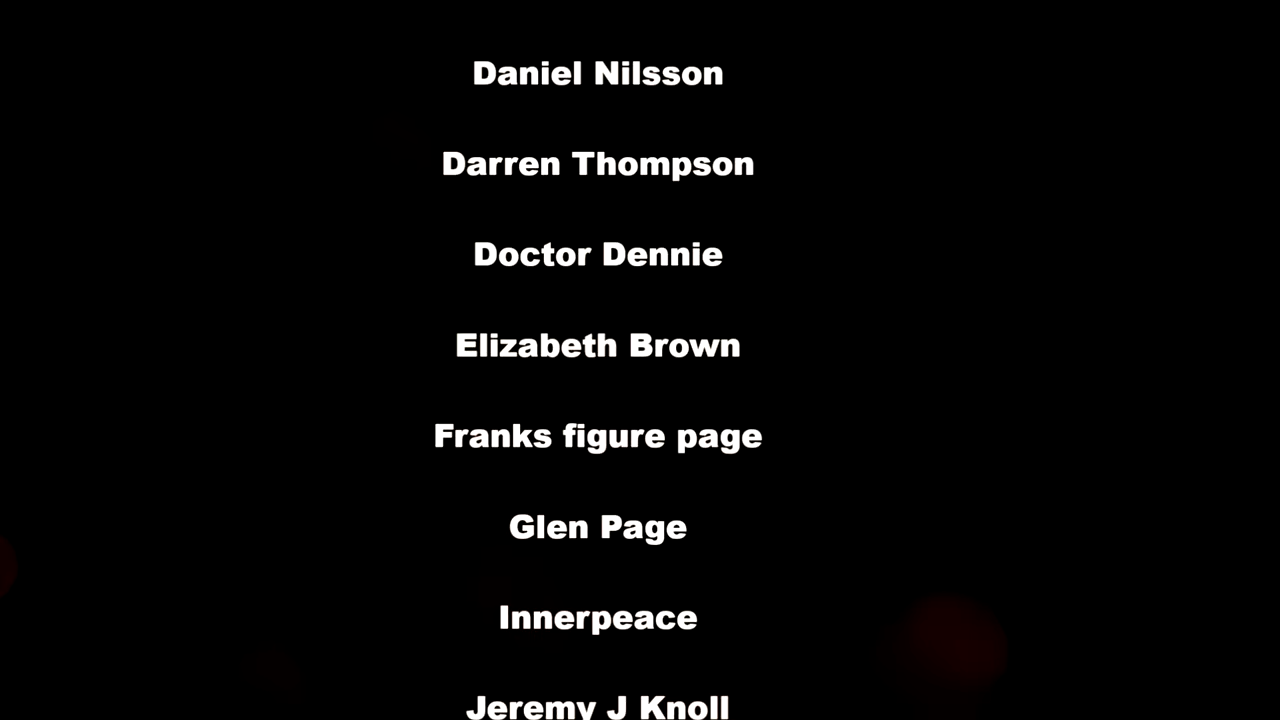 Daniel Nilsson
Darren Thompson
Doctor Dennie
Elizabeth Brown
Franks figure page
Glen Page
Innerpeace
Jeremy J Knoll